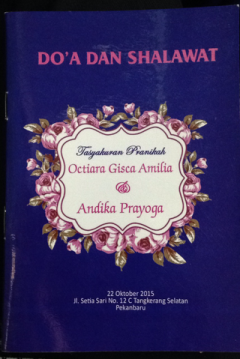 DO'A DAN SHALAWAT
Tasyakuran Pranikah
Octiara Gisca Amilia
&
Andika Prayoga
22 Oktober 2015
Jl. Setia Sari No. 12 C Tangkerang Selatan
Pekanbaru